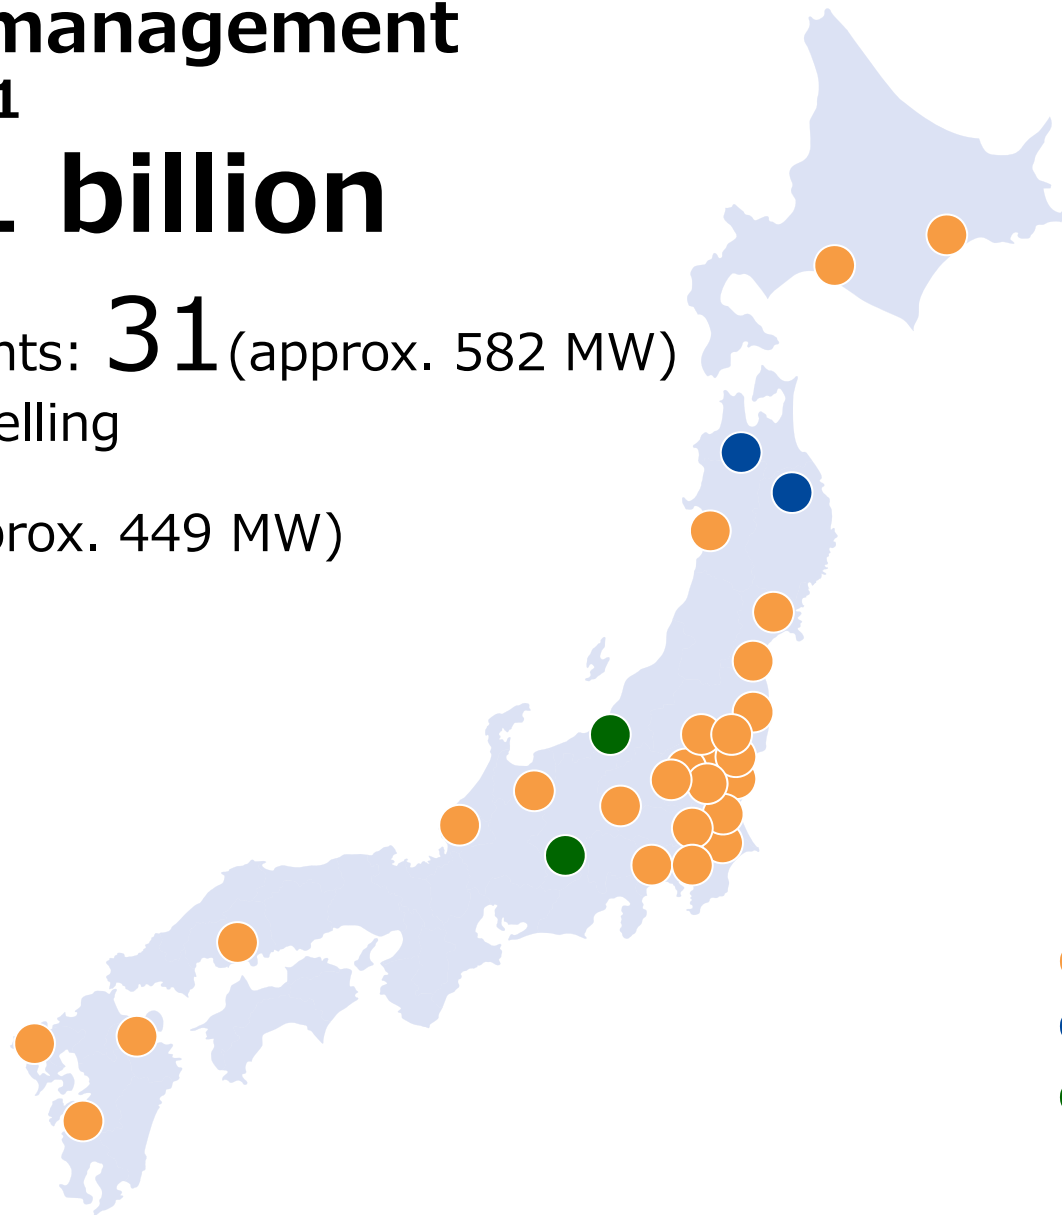 management
1
billion
nts: 31 (approx. 582 MW)
elling
prox. 449 MW)